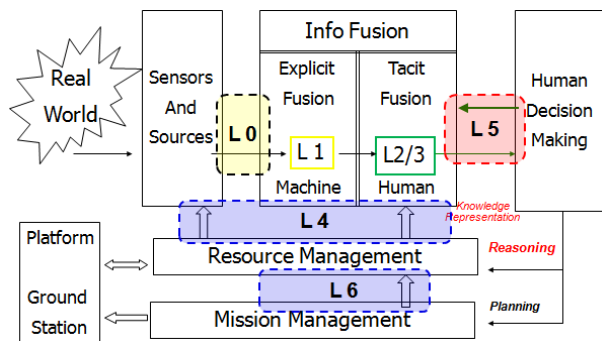 Info Fusion
Real
World
Sensors
And
Sources
L 0
Explicit
Fusion
L 1
Machine
Tacit
Fusion
L2/3
Human
L 5
Human
Decision
Making
Knowledge
Representation
L 4
Platform
Ground
Station
Resource Management
Reasoning
L 6
Planning
Mission Management